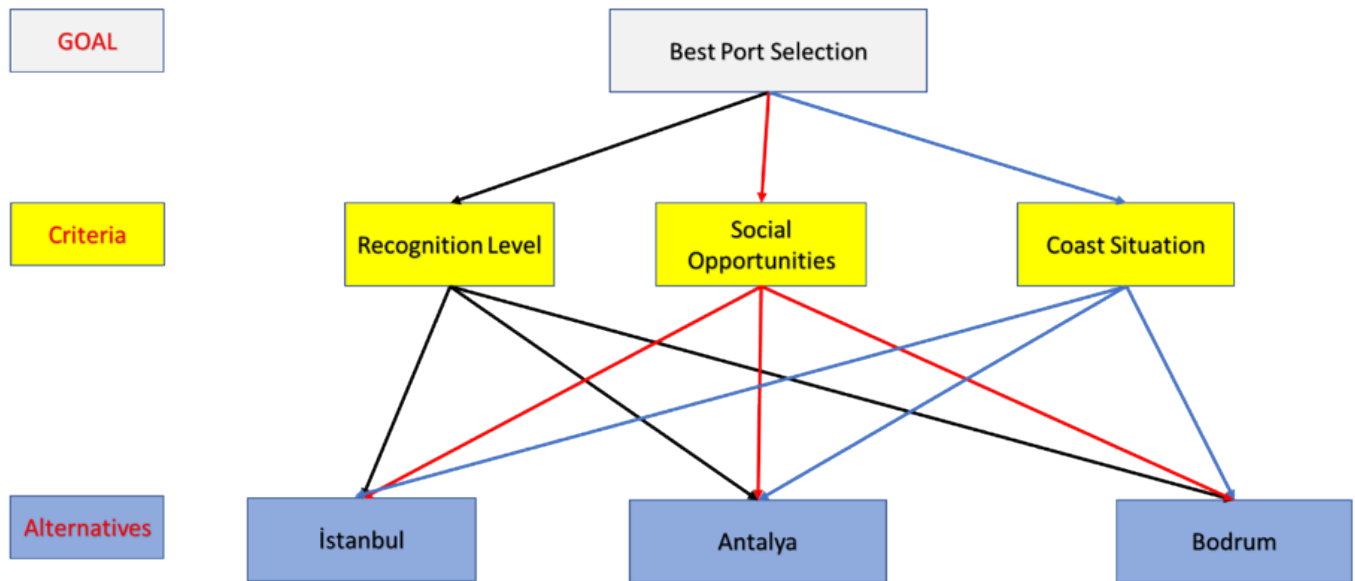 GOAL
Best Port Selection
Criteria
Recognition Level
Social
Opportunities
Coast Situation
Alternatives
İstanbul
Antalya
Bodrum